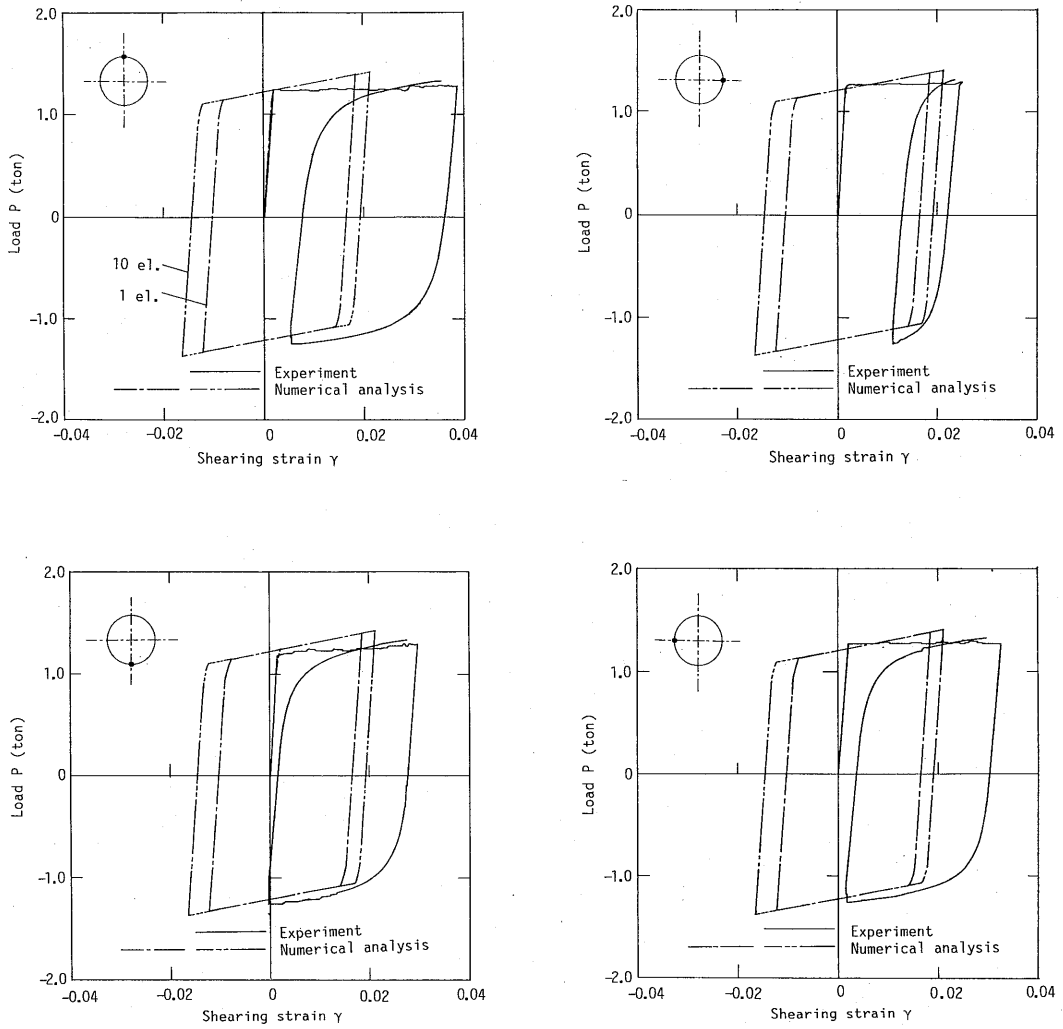 2.0
1.0
0
-1.0
-2.0
Load P (ton)
10 el.
1 el.
Experiment
Numerical analysis
-0.04 -0.02 0 0.02 0.04
Shearing strain γ
2.0
1.0
0
-1.0
-2.0
Load P (ton)
Experiment
Numerical analysis
-0.04 -0.02 0 0.02 0.04
Shearing strain γ
2.0
1.0
0
-1.0
-2.0
Load P (ton)
Experiment
Numerical analysis
-0.04 -0.02 0 0.02 0.04
Shearing strain γ
2.0
1.0
0
-1.0
-2.0
Load P (ton)
Experiment
Numerical analysis
-0.04 -0.02 0 0.02 0.04
Shearing strain γ